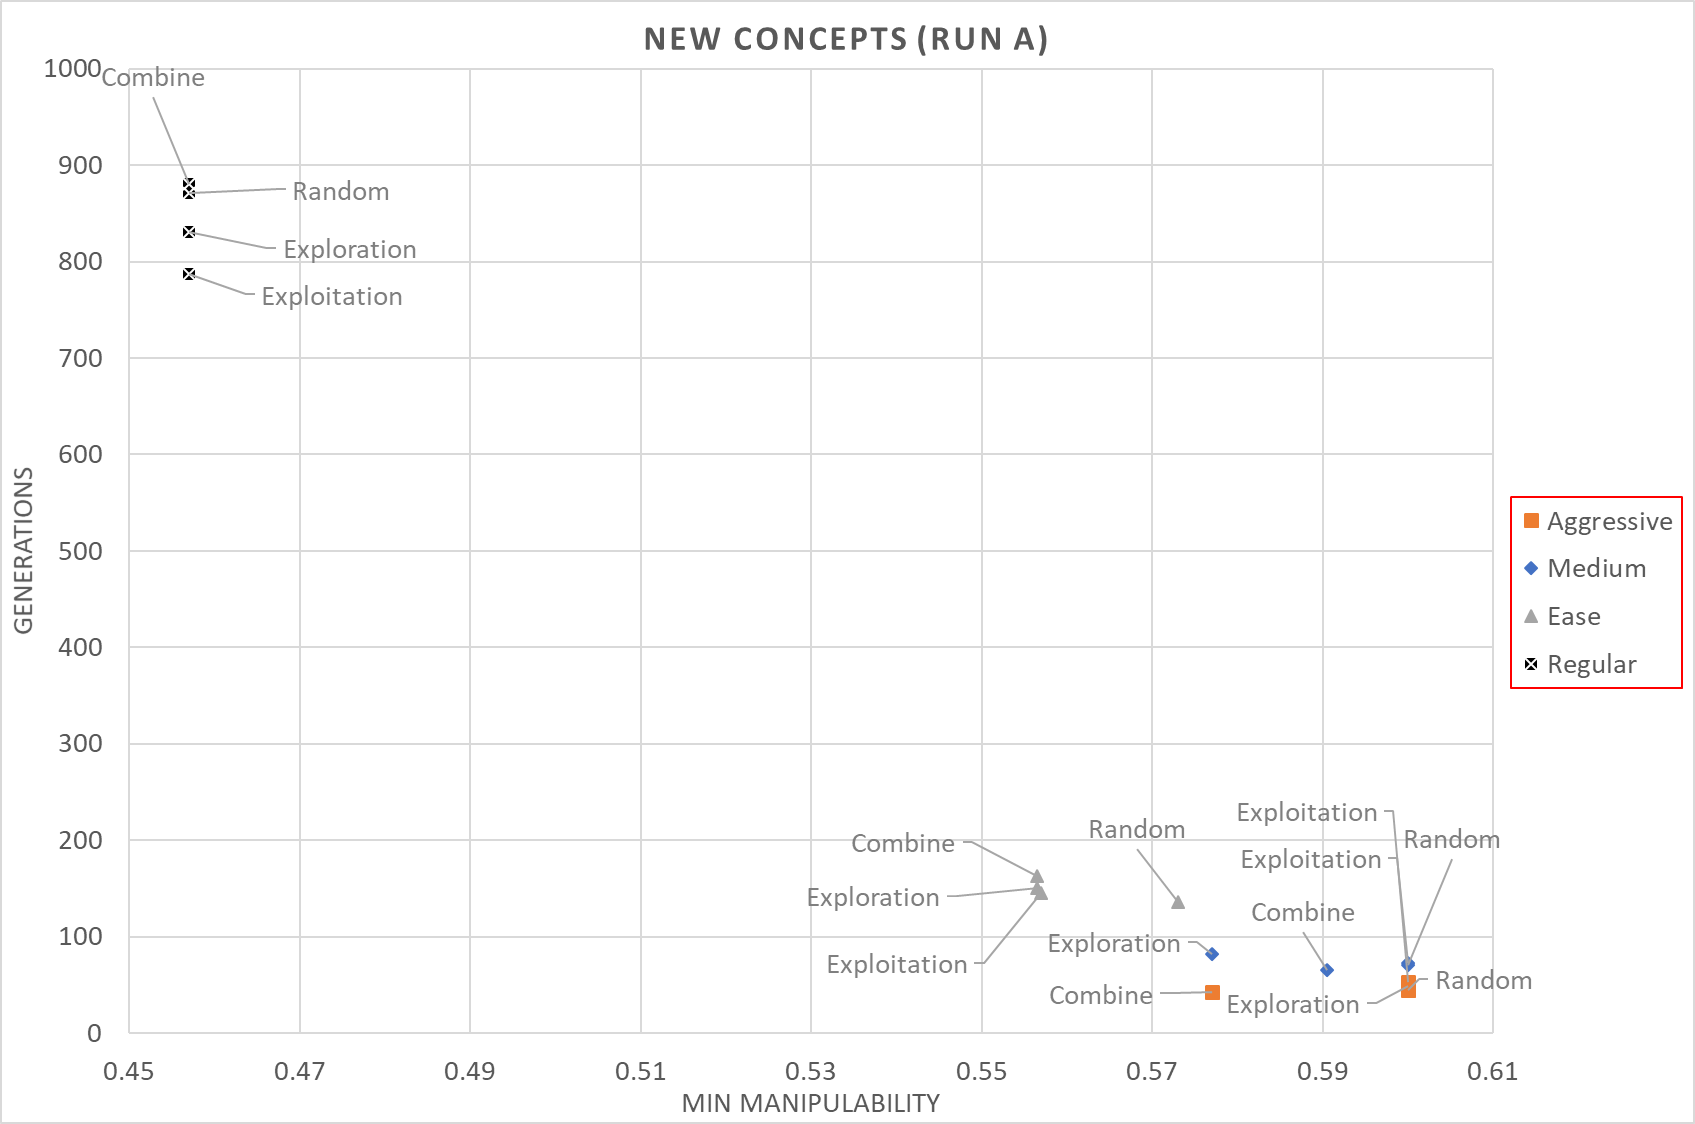 NEW CONCEPTS (RUN A)
1000
Combine
900
Random
Exploration
800
Exploitation
700
600
500
400
300
200
100
0
GENERATIONS
Exploitation
Random
Random
Combine
Exploitation
Exploration
Combine
Exploration
Exploitation
Combine
Exploration
Random
0.45
0.47
0.49
0.51
0.53
0.55
0.57
0.59
0.61
MIN MANIPULABILITY
Aggressive
Medium
Ease
Regular